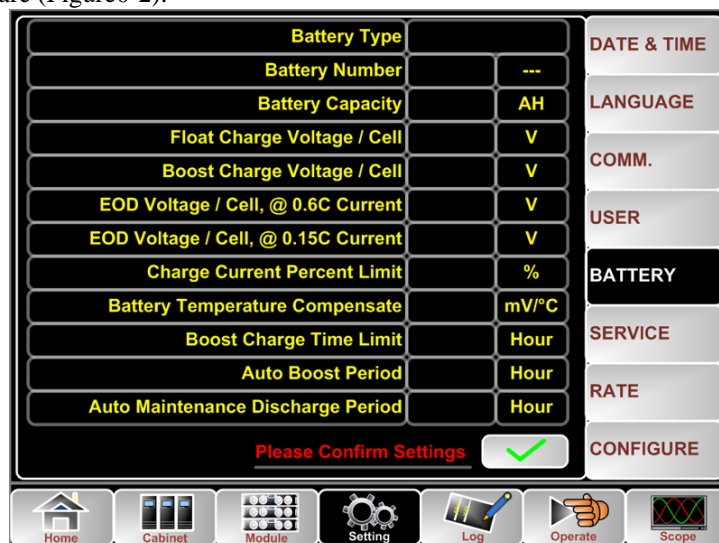 are (Figure6-2).
Battery Type
Battery Number ---
Battery Capacity AH
Float Charge Voltage / Cell V
Boost Charge Voltage / Cell V
EOD Voltage / Cell, @ 0.6C Current V
EOD Voltage / Cell, @ 0.15C Current V
Charge Current Percent Limit %
Battery Temperature Compensate mV/°C
Boost Charge Time Limit Hour
Auto Boost Period Hour
Auto Maintenance Discharge Period Hour
Please Confirm Settings
DATE & TIME
LANGUAGE
COMM.
USER
BATTERY
SERVICE
RATE
CONFIGURE
Home Cabinet Module Setting Log Operate Scope